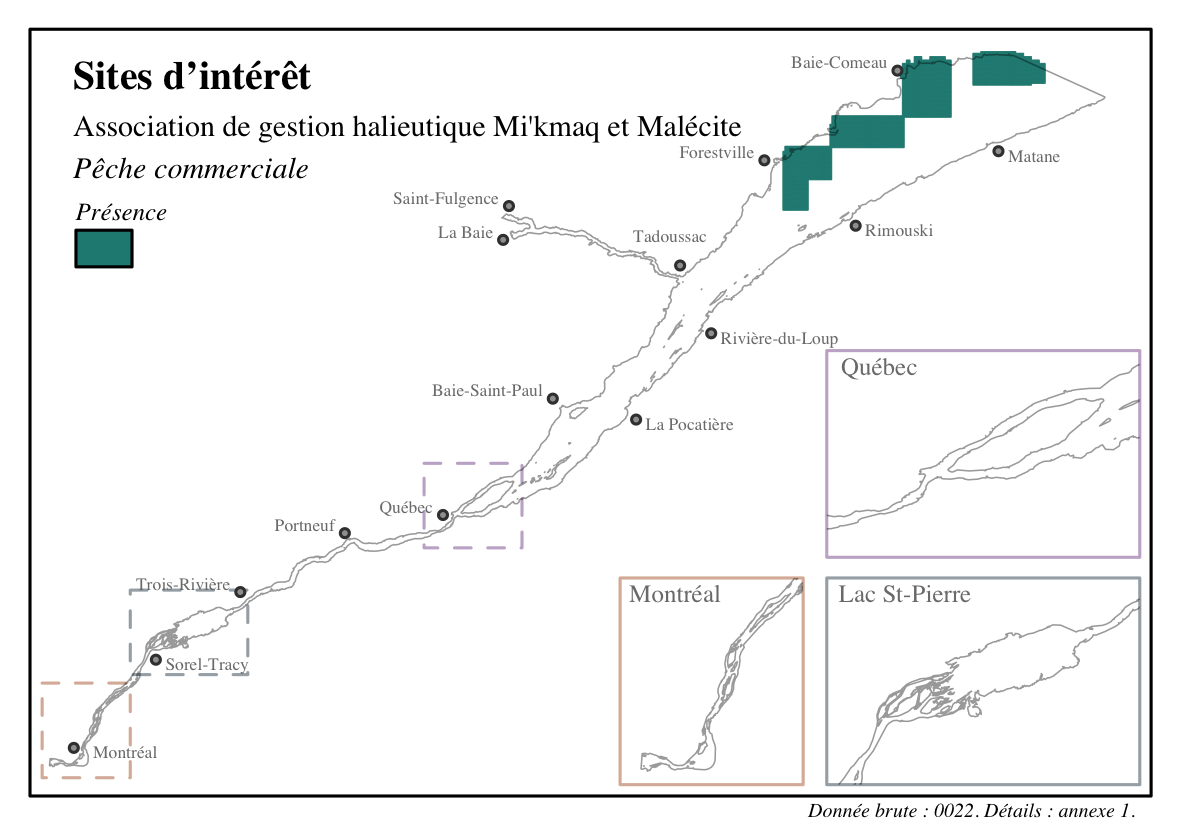 Sites d’intérêt
Association de gestion halieutique Mi'kmaq et Malécite
Pêche commerciale
Présence
Baie-Comeau
Forestville
Matane
Saint-Fulgence
La Baie
Tadoussac
Rimouski
Rivière-du-Loup
Baie-Saint-Paul
La Pocatière
Québec
Portneuf
Trois-Rivière
Sorel-Tracy
Montréal
Québec
Montréal
Lac St-Pierre
Donnée brute : 0022. Détails : annexe 1.